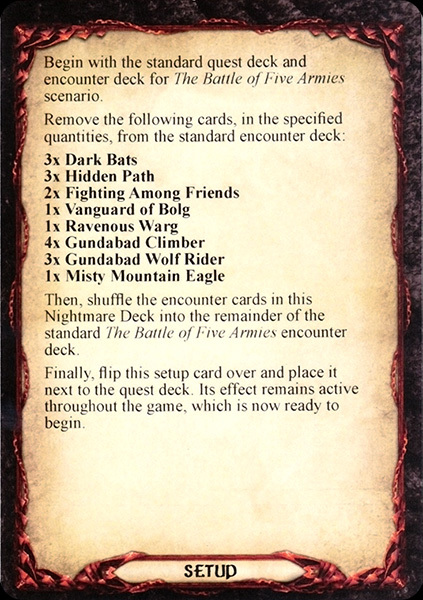 Begin with the standard quest deck and
encounter deck for The Battle of Five Armies
scenario.
Remove the following cards, in the specified
quantities, from the standard encounter deck:
3x Dark Bats
3x Hidden Path
2x Fighting Among Friends
1x Vanguard of Bolg
1x Ravenous Warg
4x Gundabad Climber
3x Gundabad Wolf Rider
1x Misty Mountain Eagle
Then, shuffle the encounter cards in this
Nightmare Deck into the remainder of the
standard The Battle of Five Armies encounter
deck.
Finally, flip this setup card over and place it
next to the quest deck. Its effect remains active
throughout the game, which is now ready to
begin.
SETUP